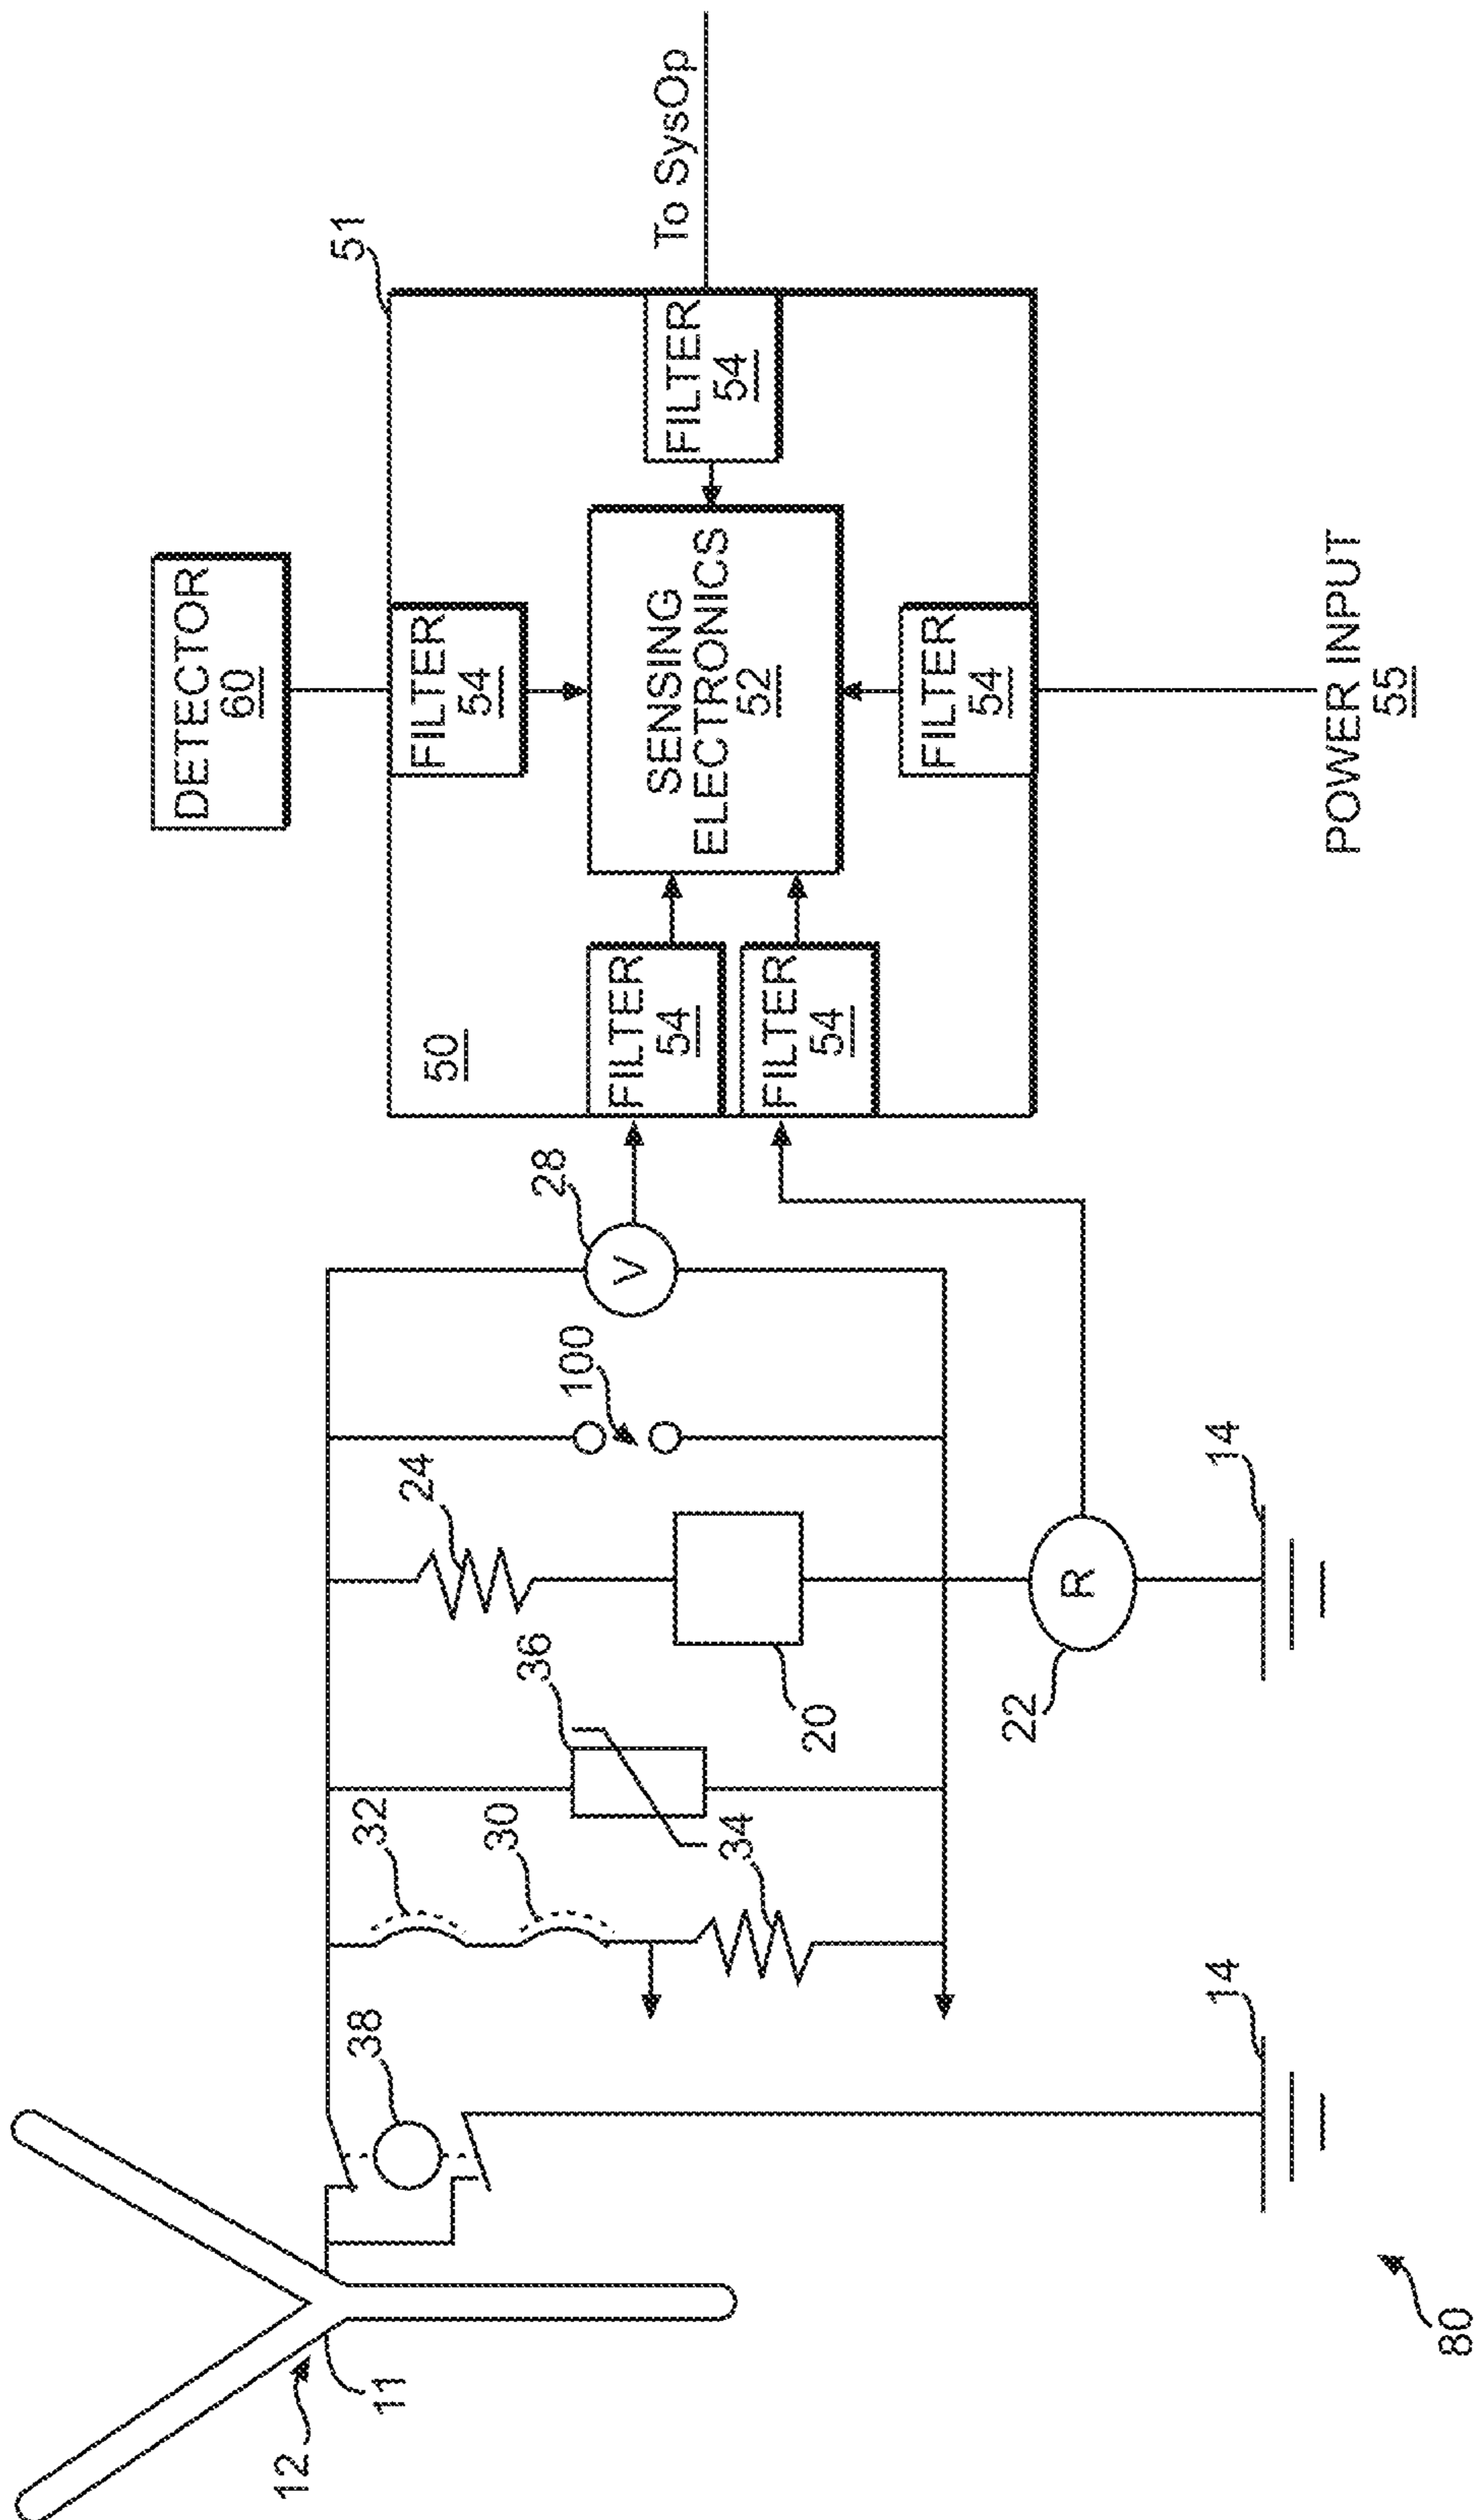 12
11
38
32
30
34
36
20
24
100
28
22
R
V
14
14
80
50
51
DETECTOR
60
FILTER
54
FILTER
54
FILTER
54
SENSING
ELECTRONICS
52
FILTER
54
FILTER
54
To SysOp
POWER INPUT
55